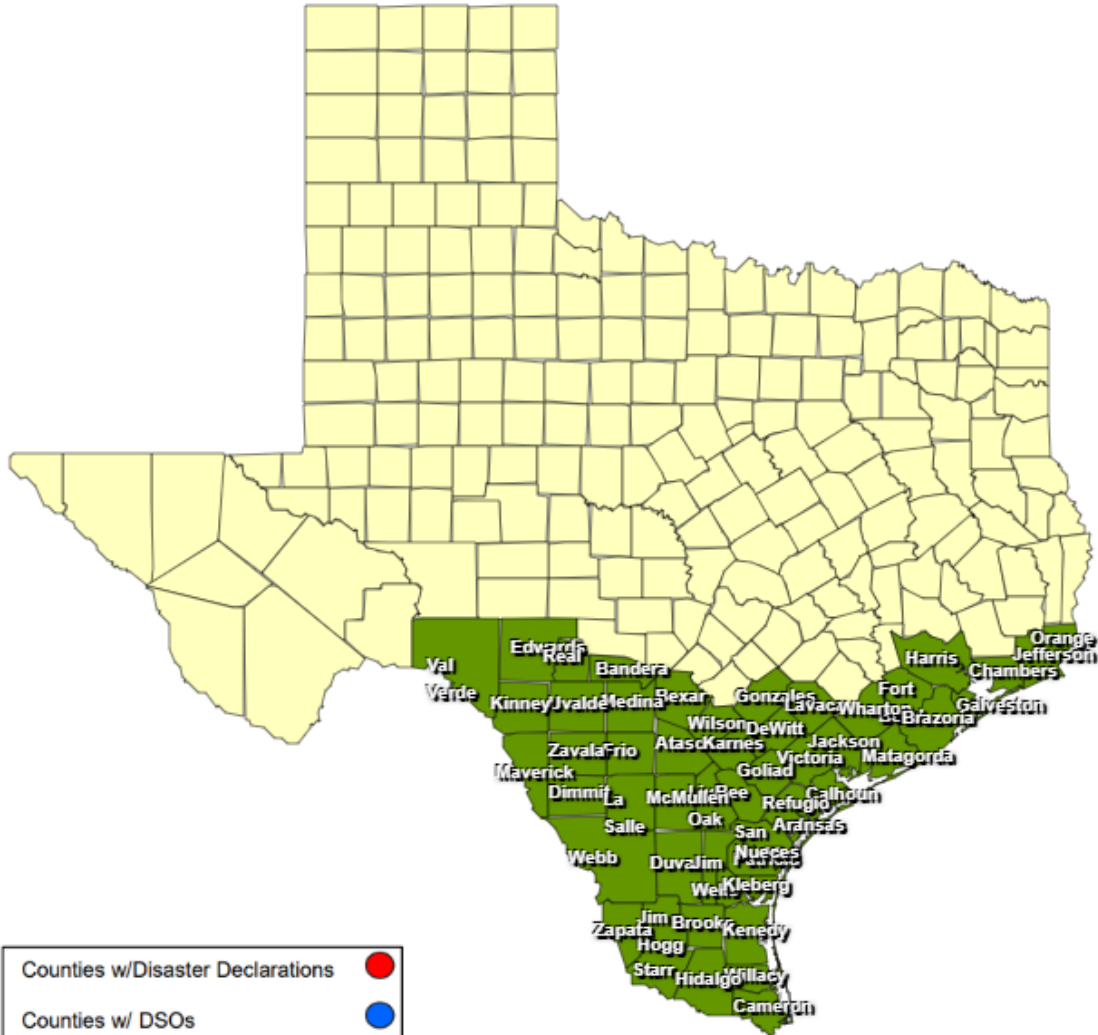 Orange
Edwards
Real
Harris
Jefferson
Val
Bandera
Chambers
Verde
Kinney
Uvalde
Medina
Bexar
Gonzales
Fort
Lavaca
Wharton
Galveston
Brazoria
Wilson
DeWitt
Zavala
Frio
Karnes
Jackson
Victoria
Matagorda
Maverick
Goliad
Dimmit
La
McMullen
Bee
Calhoun
Refugio
Salle
Oak
San
Aransas
Webb
Duval
Jim
Nueces
Wells
Kleberg
Jim
Brooks
Zapata
Kenedy
Hogg
Starr
Hidalgo
Willacy
Cameron
Counties w/Disaster Declarations
Counties w/ DSOs